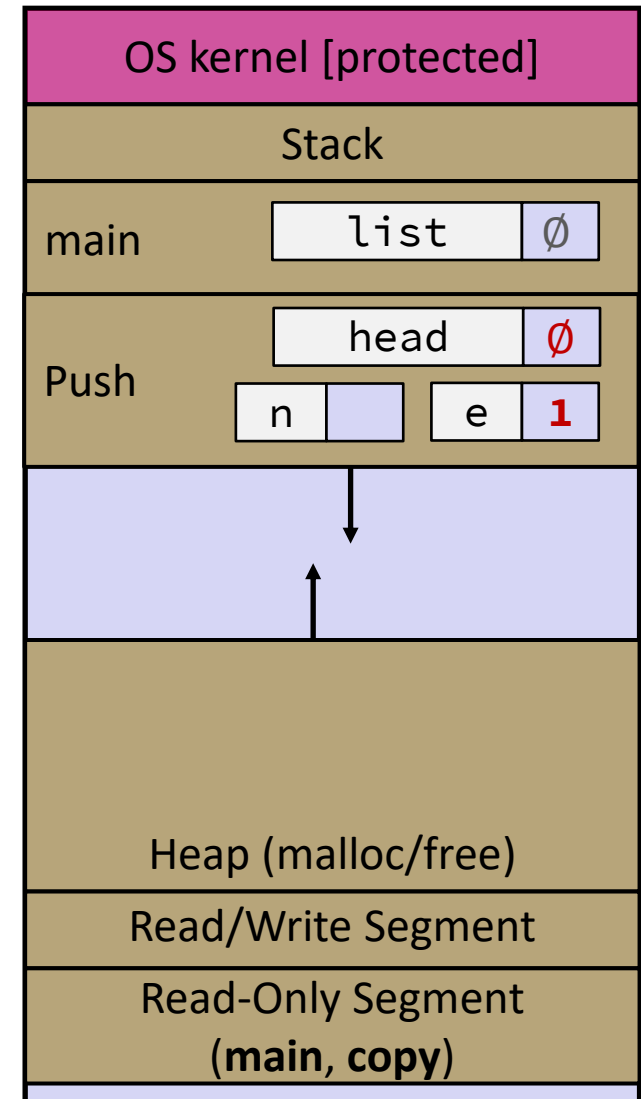 OS kernel [protected]
Stack
main
list Ø
Push
head Ø
n
e 1
Heap (malloc/free)
Read/Write Segment
Read-Only Segment
(main, copy)